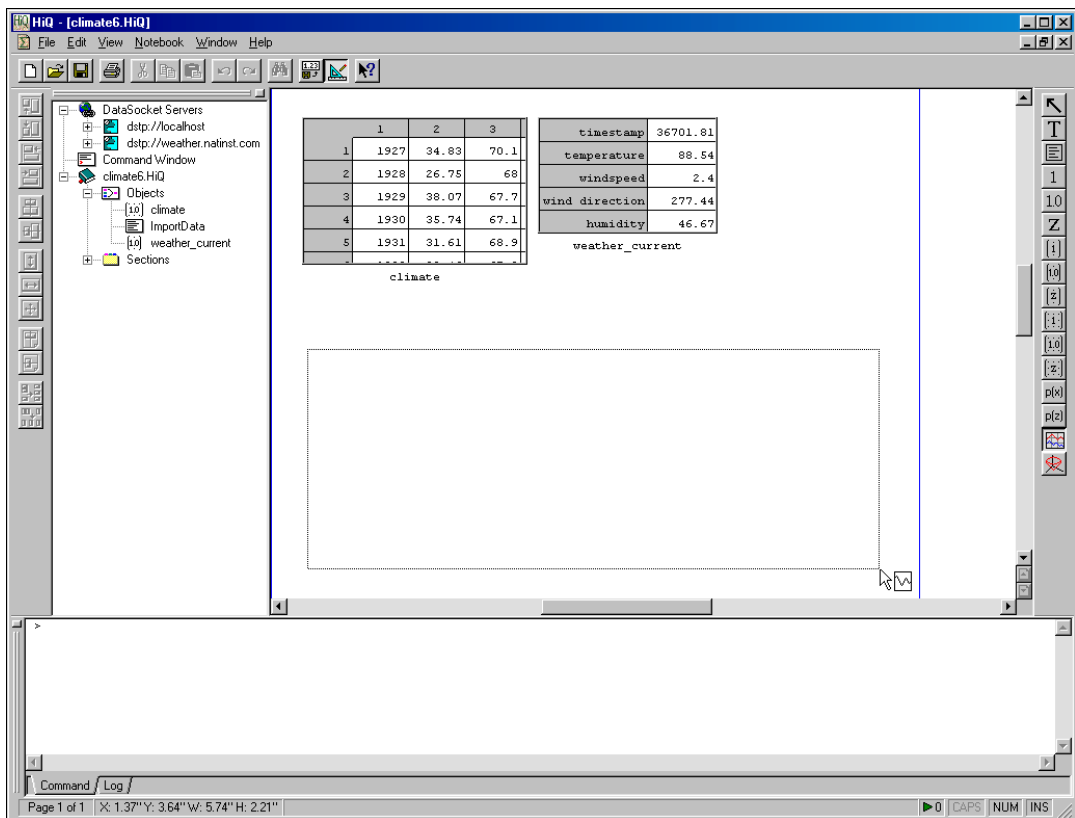 HiQ - [climate6.HiQ]
File Edit View Notebook Window Help
DataSocket Servers
dstp://localhost
dstp://weather.natinst.com
Command Window
climate6.HiQ
Objects
climate
ImportData
weather_current
Sections
1 2 3
1 1927 34.83 70.1
2 1928 26.75 68
3 1929 38.07 67.7
4 1930 35.74 67.1
5 1931 31.61 68.9
climate
timestamp 36701.81
temperature 88.54
windspeed 2.4
wind direction 277.44
humidity 46.67
weather_current
T
1
1.0
Z
[i]
[1.0]
[z]
[1]
[1.0]
[z]
p(x)
p(z)
>
Command Log
Page 1 of 1 X: 1.37" Y: 3.64" W: 5.74" H: 2.21" 0 CAPS NUM INS